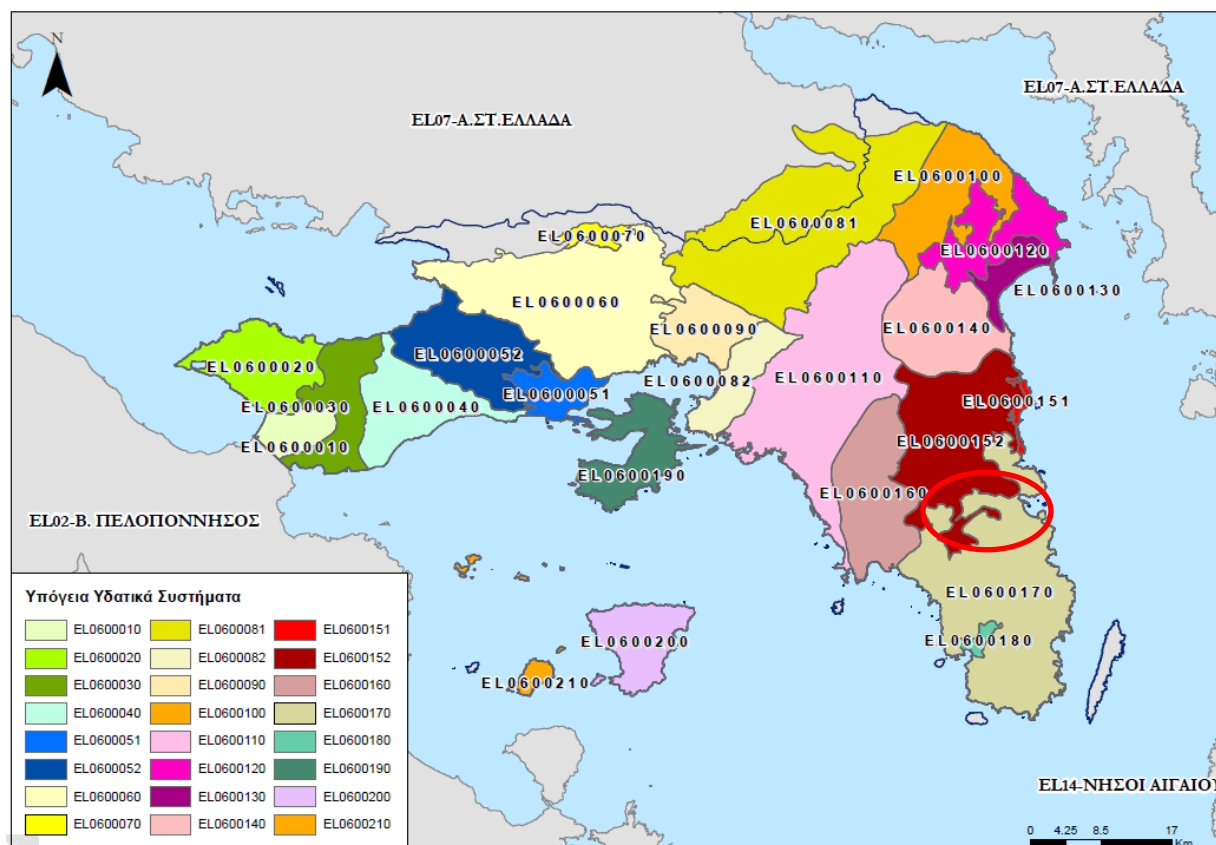 N
EL07-Α.ΣΤ.ΕΛΛΑΔΑ
EL07-Α.ΣΤ.ΕΛΛΑΔΑ
EL0600100
EL0600081
EL0600070
EL0600120
EL0600130
EL0600060
EL0600090
EL0600140
EL0600052
EL0600020
EL0600082
EL0600110
EL0600051
EL0600151
EL0600030
EL0600040
EL0600152
EL0600010
EL0600190
EL0600160
EL02-Β. ΠΕΛΟΠΟΝΝΗΣΟΣ
EL0600170
EL0600200
EL0600180
EL0600210
EL14-ΝΗΣΟΙ ΑΙΓΑΙΟΥ
Υπόγεια Υδατικά Συστήματα
EL0600010 EL0600081 EL0600151
EL0600020 EL0600082 EL0600152
EL0600030 EL0600090 EL0600160
EL0600040 EL0600100 EL0600170
EL0600051 EL0600110 EL0600180
EL0600052 EL0600120 EL0600190
EL0600060 EL0600130 EL0600200
EL0600070 EL0600140 EL0600210
0 4.25 8.5 17
Km